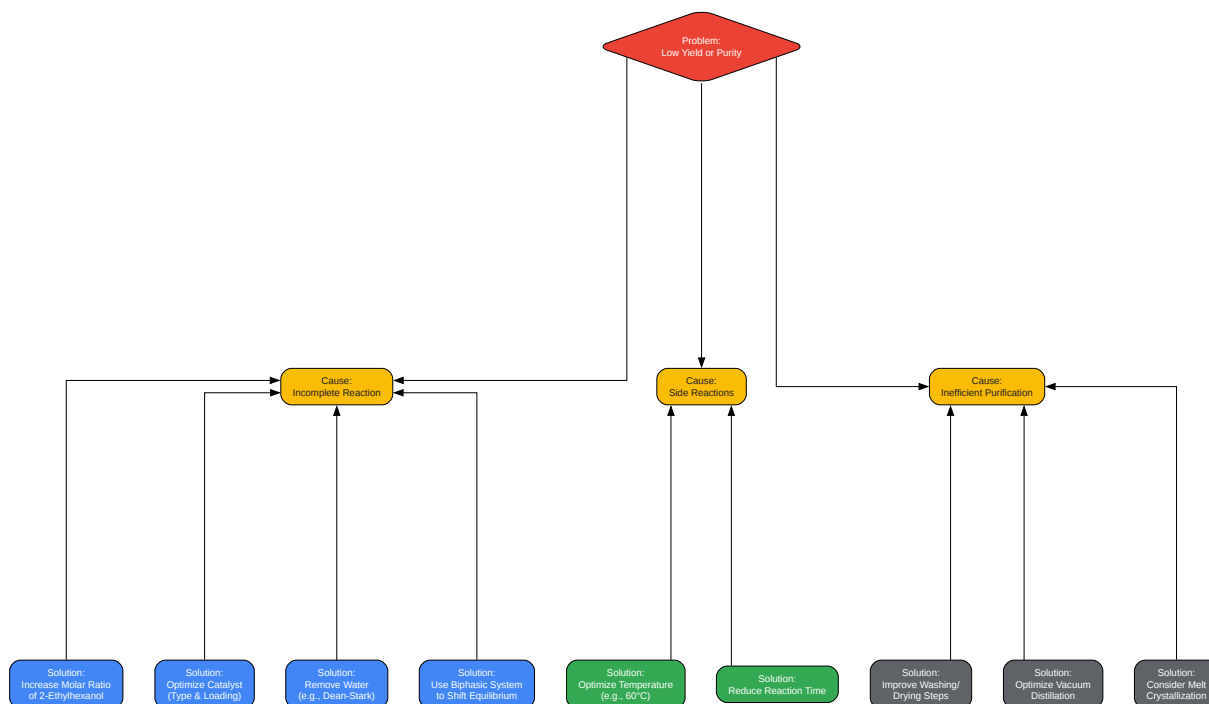 Problem:
Low Yield or Purity
Cause:
Incomplete Reaction
Cause:
Side Reactions
Cause:
Inefficient Purification
Solution:
Increase Molar Ratio
of 2-Ethylhexanol
Solution:
Optimize Catalyst
(Type & Loading)
Solution:
Remove Water
(e.g., Dean-Stark)
Solution:
Use Biphasic System
to Shift Equilibrium
Solution:
Optimize Temperature
(e.g., 60°C)
Solution:
Reduce Reaction Time
Solution:
Improve Washing/
Drying Steps
Solution:
Optimize Vacuum
Distillation
Solution:
Consider Melt
Crystallization